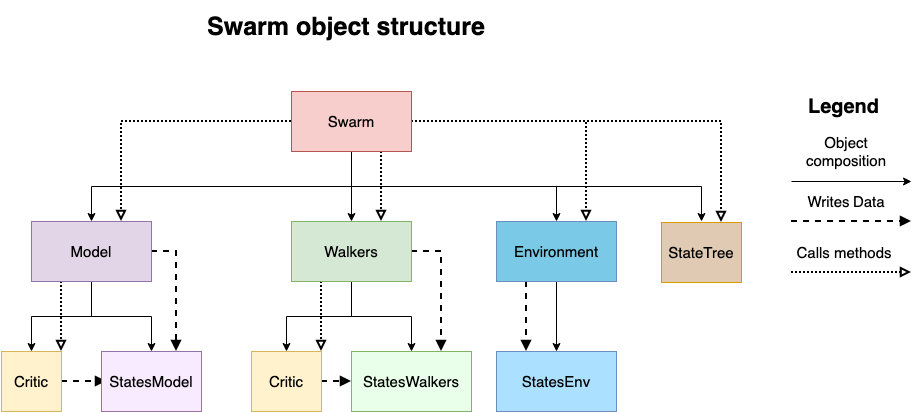 Swarm object structure
Swarm
Legend
Object
composition
Writes Data
Calls methods
Model
Walkers
Environment
StateTree
Critic
StatesModel
Critic
StatesWalkers
StatesEnv